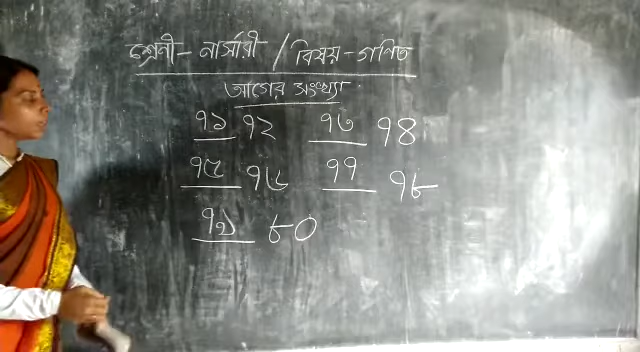 শ্রেণী - নার্সারী / বিষয় - গণিত
আগের সংখ্যা
৭১ ৭২ ৭৩ ৭৪
৭৫ ৭৬ ৭৭ ৭৮
৭৯ ৮০